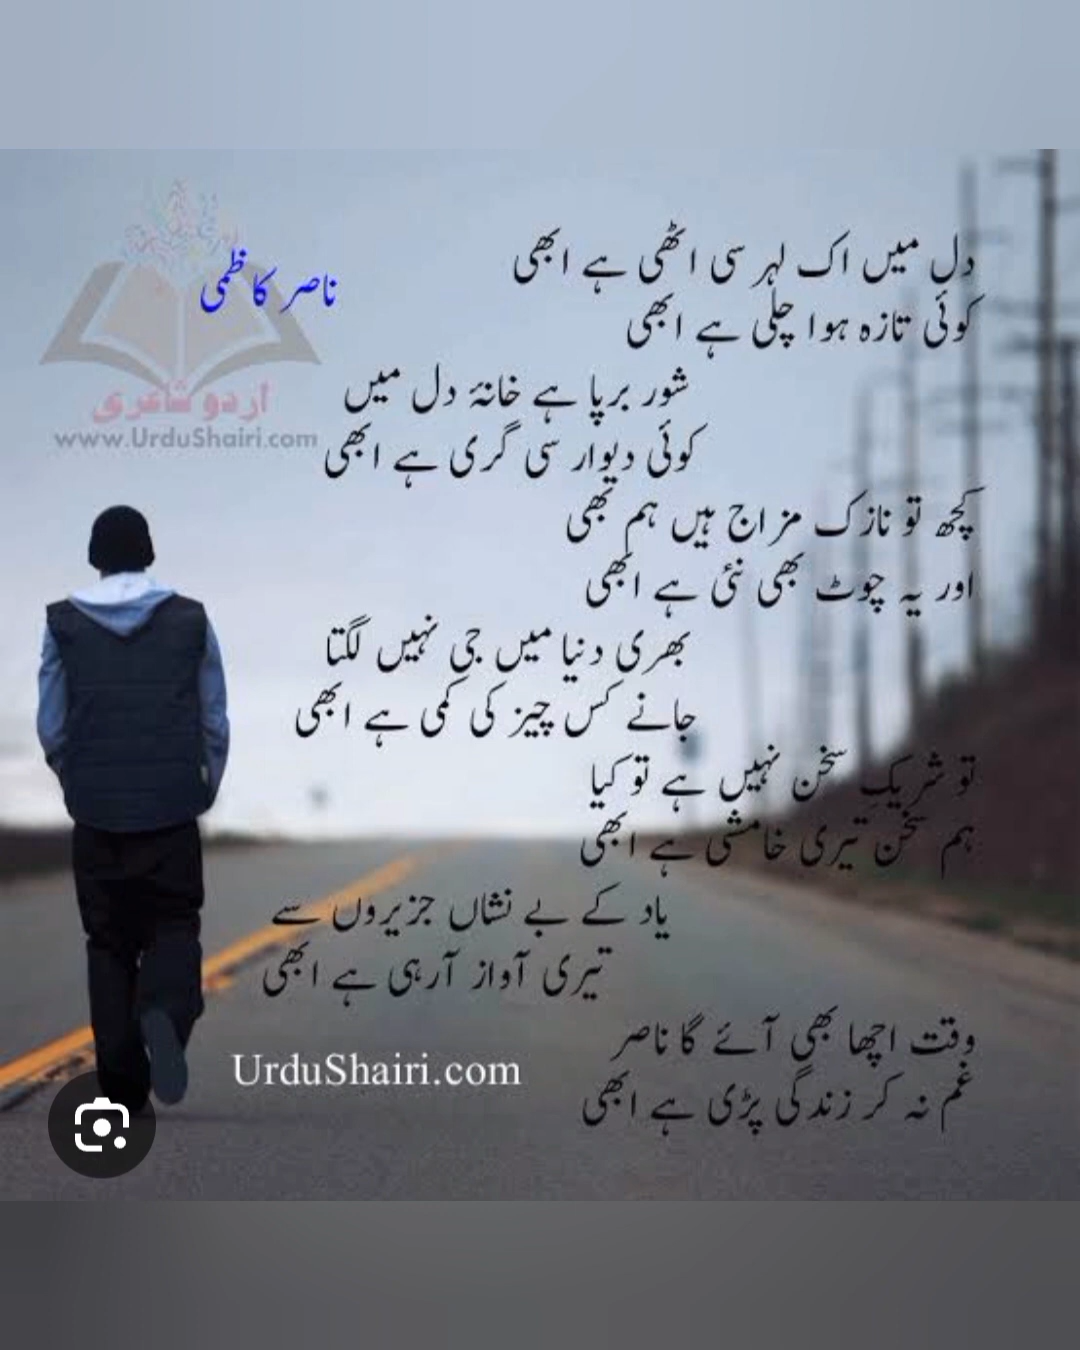 دل میں اک لہر سی اٹھی ہے ابھی
ناصر کاظمی
کوئی تازہ ہوا چلی ہے ابھی
شور برپا ہے خانۂ دل میں
اردو شاعری
www.UrduShairi.com
کوئی دیوار سی گری ہے ابھی
کچھ تو نازک مزاج ہیں ہم بھی
اور یہ چوٹ بھی نئی ہے ابھی
بھری دنیا میں جی نہیں لگتا
جانے کس چیز کی کمی ہے ابھی
تو شریکِ سخن نہیں ہے تو کیا
ہم سخن تیری خامشی ہے ابھی
یاد کے بے نشاں جزیروں سے
تیری آواز آرہی ہے ابھی
وقت اچھا بھی آئے گا ناصر
غم نہ کر زندگی پڑی ہے ابھی
UrduShairi.com